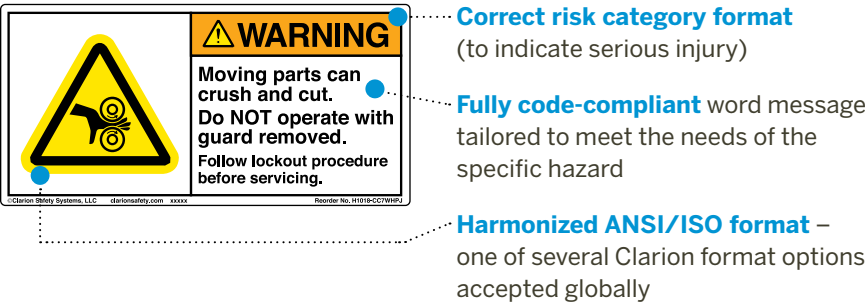 WARNING
Moving parts can
crush and cut.
Do NOT operate with
guard removed.
Follow lockout procedure
before servicing.
©Clarion Safety Systems, LLC clarionsafety.com xxxxx Reorder No. H1018-CC7WHPJ
Correct risk category format
(to indicate serious injury)
Fully code-compliant word message
tailored to meet the needs of the
specific hazard
Harmonized ANSI/ISO format –
one of several Clarion format options
accepted globally